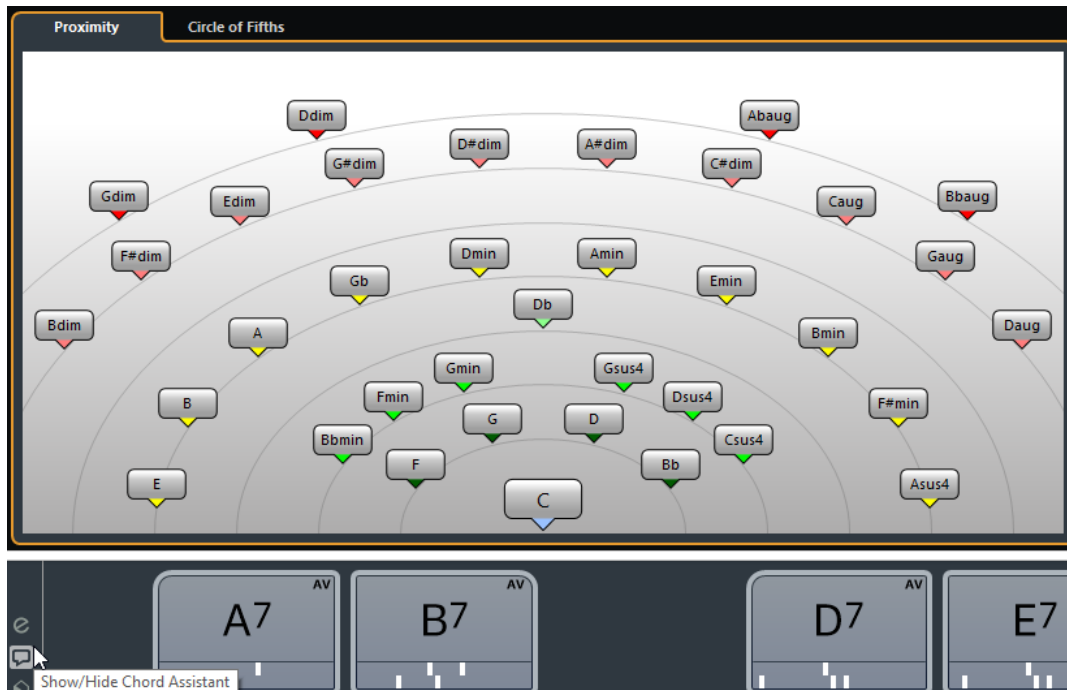 Proximity
Circle of Fifths
Ddim
Abaug
D#dim
A#dim
G#dim
C#dim
Gdim
Edim
Caug
Bbaug
F#dim
Dmin
Amin
Gaug
Gb
Emin
Db
Bdim
A
Bmin
Daug
Gmin
Gsus4
B
Fmin
Dsus4
F#min
G
D
Bbmin
Csus4
F
Bb
E
C
Asus4
AV
AV
AV
A7
B7
D7
E7
e
Show/Hide Chord Assistant